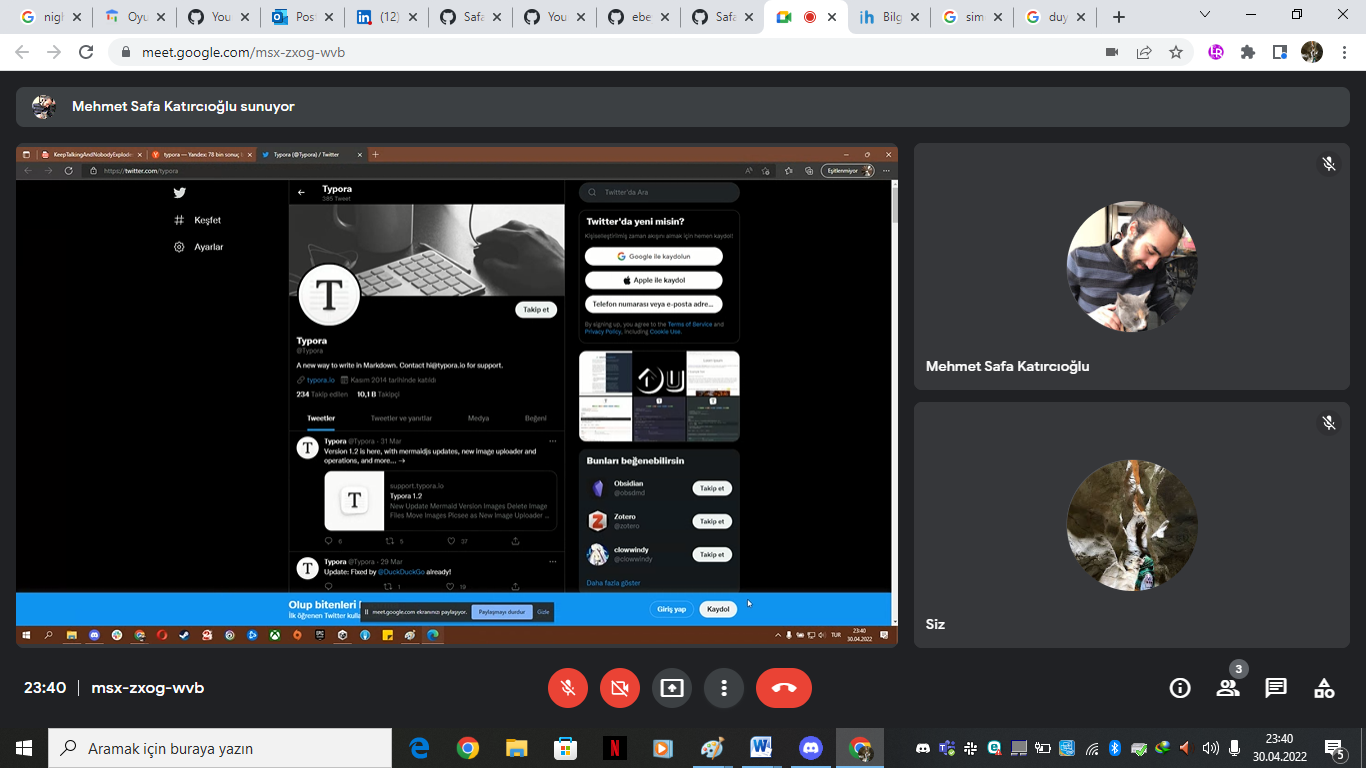 nigh
Oyu
You
Post
(12)
Safa
You
ebe
Safa
Bilg
sim
duy
meet.google.com/msx-zxog-wvb
Mehmet Safa Katırcıoğlu sunuyor
KeepTalkingAndNobodyExplode
typora — Yandex: 78 bin sonuç
Typora (@Typora) / Twitter
https://twitter.com/typora
Eşitlenmiyor
Keşfet
Ayarlar
Typora
385 Tweet
Takip et
Typora
@Typora
A new way to write in Markdown. Contact hi@typora.io for support.
typora.io Kasım 2014 tarihinde katıldı
234 Takip edilen 10,1 B Takipçi
Tweetler Tweetler ve yanıtlar Medya Beğeni
Typora @Typora · 31 Mar
Version 1.2 is here, with mermaidjs updates, new image uploader and
operations, and more... →
support.typora.io
Typora 1.2
New Update Mermaid Version Images Delete Image
Files Move Images Picsee as New Image Uploader ...
6 5 37
Typora @Typora · 29 Mar
Update: Fixed by @DuckDuckGo already!
1 19
Twitter'da Ara
Twitter'da yeni misin?
Kişiselleştirilmiş zaman akışını almak için hemen kaydol!
Google ile kaydolun
Apple ile kaydol
Telefon numarası veya e-posta adre...
By signing up, you agree to the Terms of Service and
Privacy Policy, including Cookie Use.
Bunları beğenebilirsin
Obsidian
@obsdmd
Takip et
Zotero
@zotero
Takip et
clowwindy
@clowwindy
Takip et
Daha fazla göster
Olup bitenleri
İlk öğrenen Twitter kulla
meet.google.com ekranınızı paylaşıyor.
Paylaşmayı durdur
Gizle
Giriş yap
Kaydol
TUR
23:40
30.04.2022
Mehmet Safa Katırcıoğlu
Siz
23:40 | msx-zxog-wvb
3
Aramak için buraya yazın
23:40
30.04.2022
5